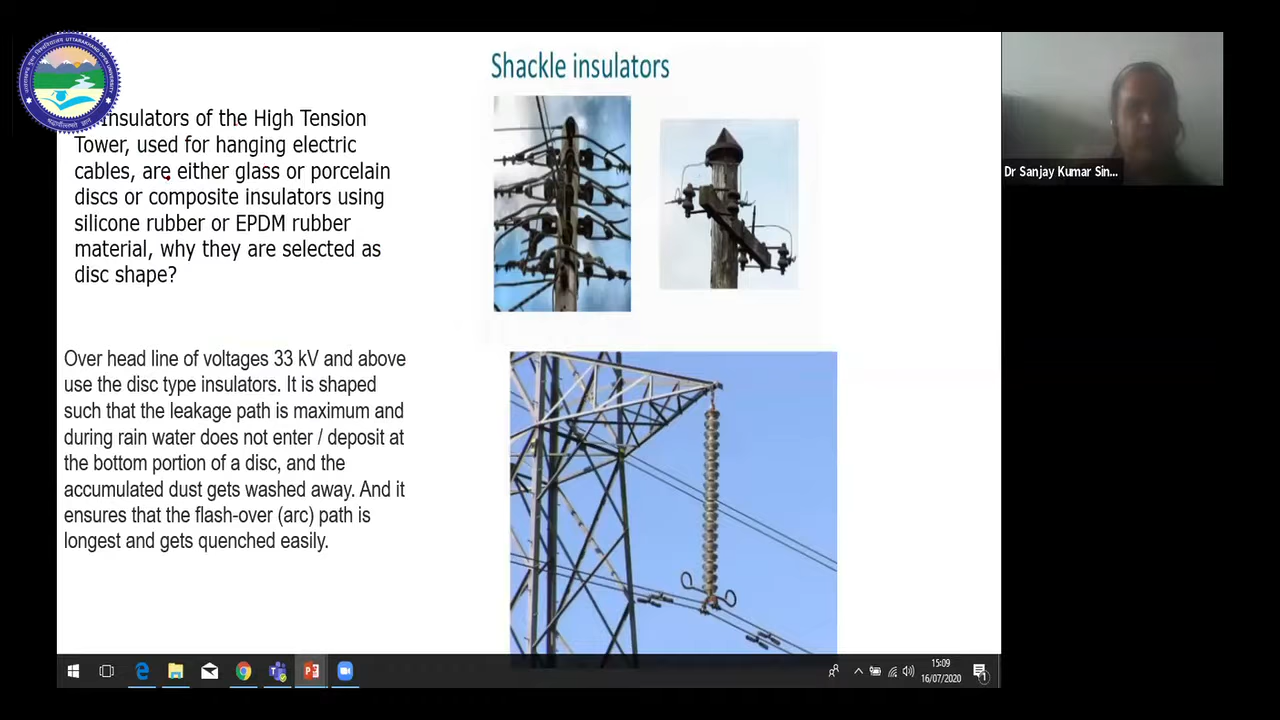 UTTARAKHAND OPEN UNIVERSITY
Shackle insulators
Insulators of the High Tension
Tower, used for hanging electric
cables, are either glass or porcelain
discs or composite insulators using
silicone rubber or EPDM rubber
material, why they are selected as
disc shape?
Over head line of voltages 33 kV and above
use the disc type insulators. It is shaped
such that the leakage path is maximum and
during rain water does not enter / deposit at
the bottom portion of a disc, and the
accumulated dust gets washed away. And it
ensures that the flash-over (arc) path is
longest and gets quenched easily.
Dr Sanjay Kumar Sin...
15:09
16/07/2020
1